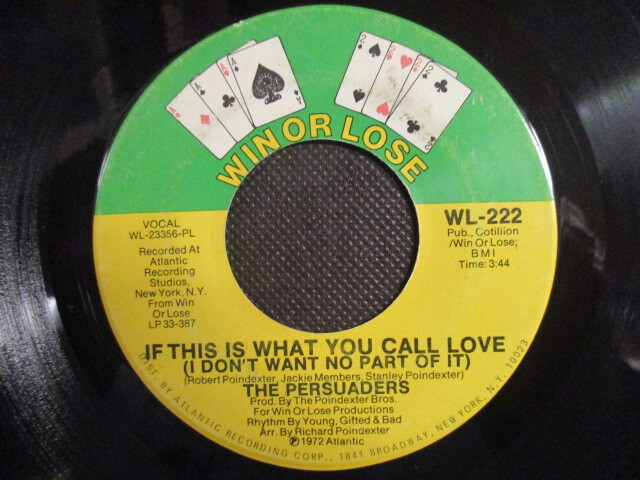 WIN OR LOSE
VOCAL
WL-23356-PL
Recorded At
Atlantic
Recording
Studios,
New York, N.Y.
From Win
Or Lose
LP 33-387
WL-222
Pub., Cotillion
/Win Or Lose;
BMI
Time: 3:44
IF THIS IS WHAT YOU CALL LOVE
(I DON'T WANT NO PART OF IT)
(Robert Poindexter, Jackie Members, Stanley Poindexter)
THE PERSUADERS
Prod. By The Poindexter Bros.
For Win Or Lose Productions
Rhythm By Young, Gifted & Bad
Arr. By Richard Poindexter
Ⓟ1972 Atlantic
DIST. BY ATLANTIC RECORDING CORP., 1841 BROADWAY, NEW YORK, N.Y. 10023